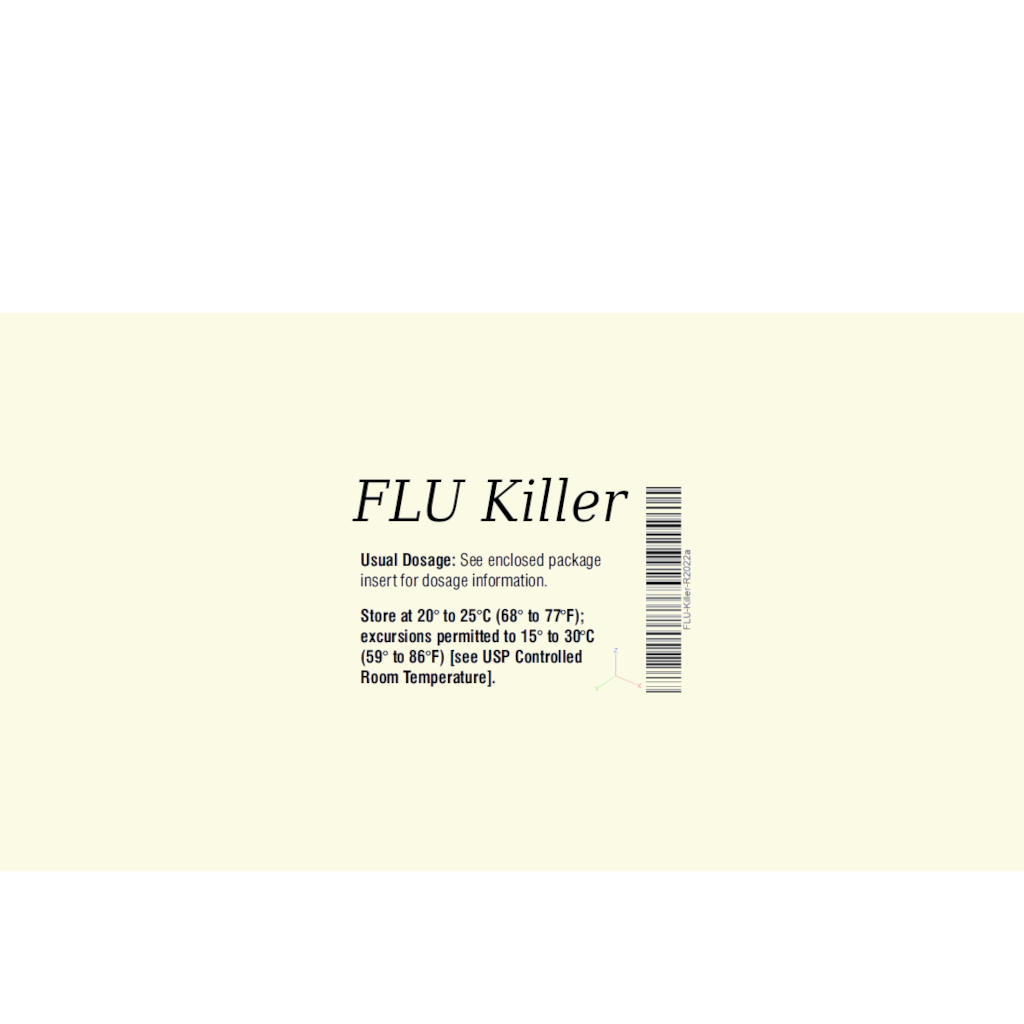 FLU Killer
Usual Dosage: See enclosed package
insert for dosage information.
Store at 20° to 25°C (68° to 77°F);
excursions permitted to 15° to 30°C
(59° to 86°F) [see USP Controlled
Room Temperature].
FLU-Killer-R2022a
Z
Y
X